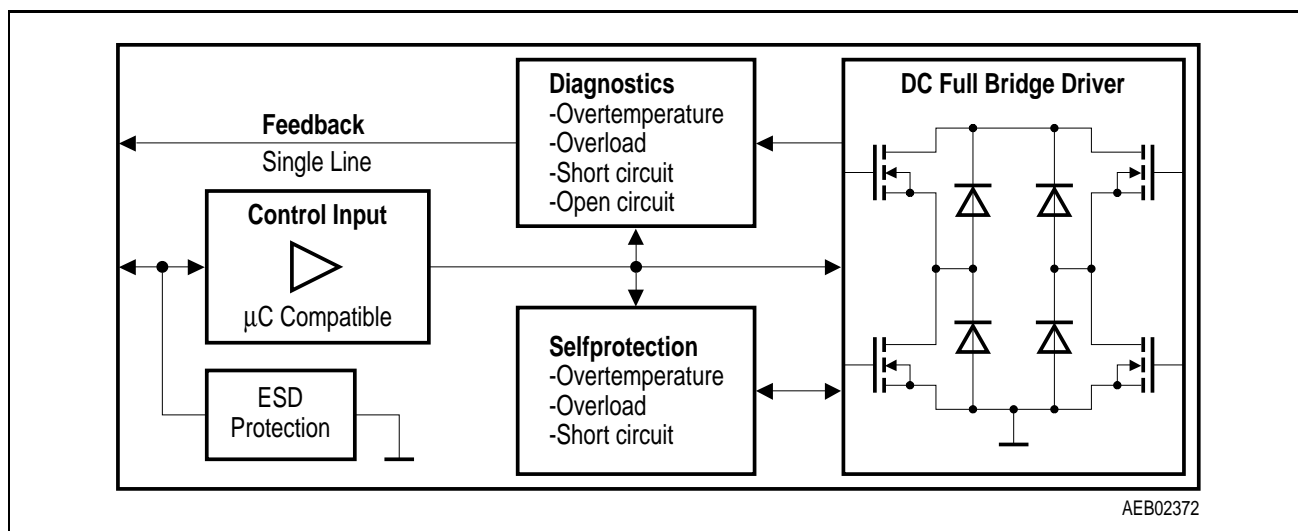 Feedback
Single Line
Control Input
μC Compatible
ESD
Protection
Diagnostics
-Overtemperature
-Overload
-Short circuit
-Open circuit
Selfprotection
-Overtemperature
-Overload
-Short circuit
DC Full Bridge Driver
AEB02372